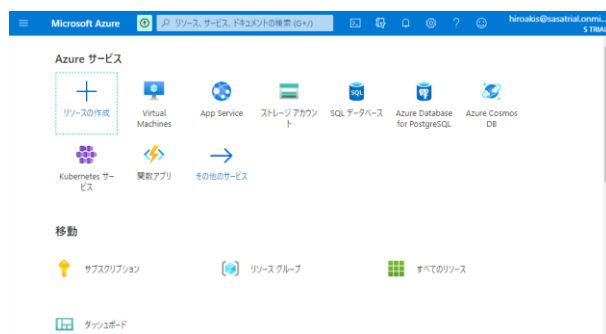 Microsoft Azure
リソース、サービス、ドキュメントの検索 (G+/)
hiroakis@sasatrial.onmi...
S TRIAL
Azure サービス
リソースの作成
Virtual
Machines
App Service
ストレージ アカウン
ト
SQL データベース
Azure Database
for PostgreSQL
Azure Cosmos
DB
Kubernetes サー
ビス
関数アプリ
その他のサービス
移動
サブスクリプション
リソース グループ
すべてのリソース
ダッシュボード